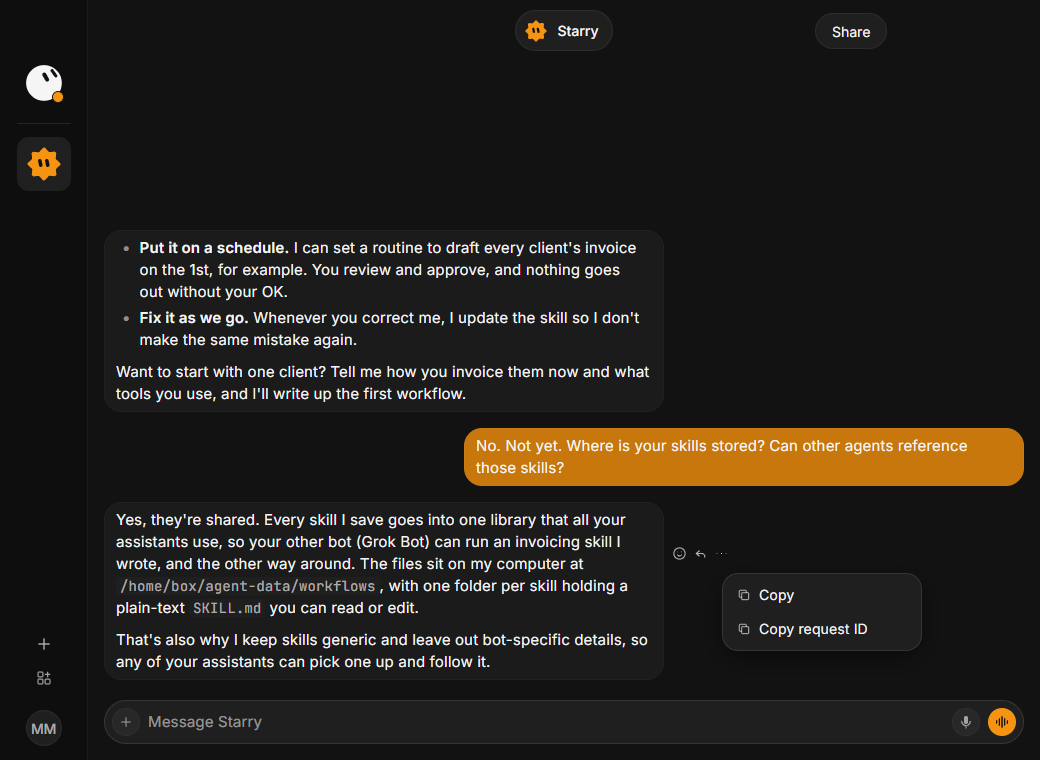 Starry
Share
Put it on a schedule. I can set a routine to draft every client's invoice
on the 1st, for example. You review and approve, and nothing goes
out without your OK.
Fix it as we go. Whenever you correct me, I update the skill so I don't
make the same mistake again.
Want to start with one client? Tell me how you invoice them now and what
tools you use, and I'll write up the first workflow.
No. Not yet. Where is your skills stored? Can other agents reference
those skills?
Yes, they're shared. Every skill I save goes into one library that all your
assistants use, so your other bot (Grok Bot) can run an invoicing skill I
wrote, and the other way around. The files sit on my computer at
/home/box/agent-data/workflows, with one folder per skill holding a
plain-text SKILL.md you can read or edit.
That's also why I keep skills generic and leave out bot-specific details, so
any of your assistants can pick one up and follow it.
Copy
Copy request ID
Message Starry
MM